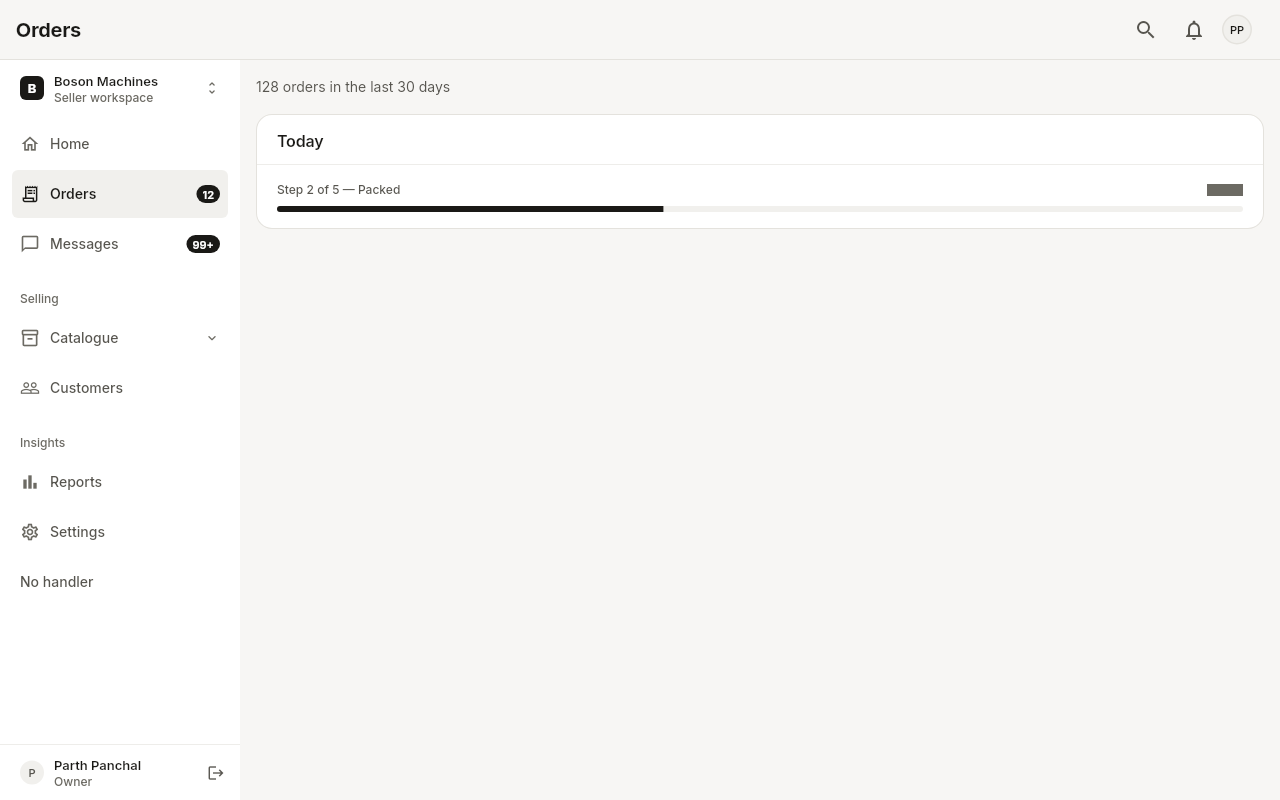 Orders
PP
B
Boson Machines
Seller workspace
128 orders in the last 30 days
Home
Today
Orders
12
Step 2 of 5 — Packed
Messages
99+
Selling
Catalogue
Customers
Insights
Reports
Settings
No handler
P
Parth Panchal
Owner